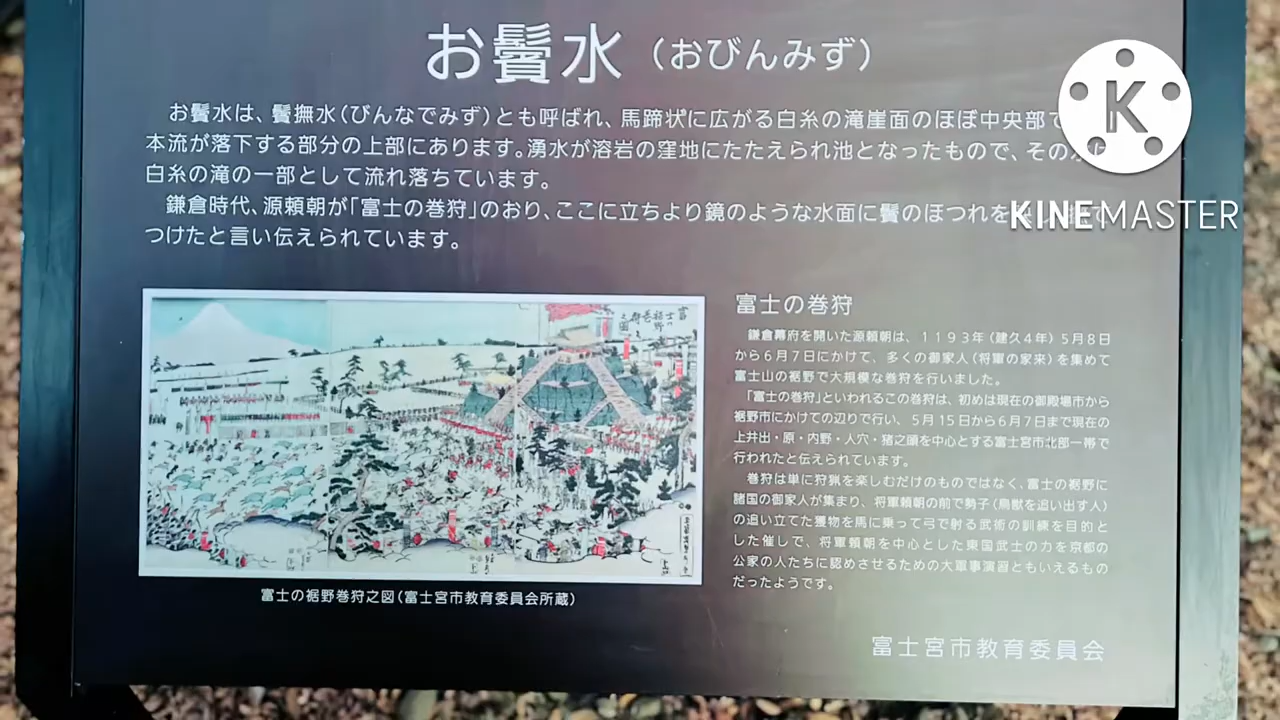 お鬢水（おびんみず）
お鬢水は、鬢撫水（びんなでみず）とも呼ばれ、馬蹄状に広がる白糸の滝崖面のほぼ中央部で
本流が落下する部分の上部にあります。湧水が溶岩の窪地にたたえられ池となったもので、その
白糸の滝の一部として流れ落ちています。
鎌倉時代、源頼朝が「富士の巻狩」のおり、ここに立ちより鏡のような水面に鬢のほつれを
つけたと言い伝えられています。
K
KINEMASTER
富士の裾野巻狩之図（富士宮市教育委員会所蔵）
富士の巻狩
鎌倉幕府を開いた源頼朝は、１１９３年（建久４年）５月８日
から６月７日にかけて、多くの御家人（将軍の家来）を集めて
富士山の裾野で大規模な巻狩を行いました。
「富士の巻狩」といわれるこの巻狩は、初めは現在の御殿場市から
裾野市にかけての辺りで行い、５月１５日から６月７日まで現在の
上井出・原・内野・人穴・猪之頭を中心とする富士宮市北部一帯で
行われたと伝えられています。
巻狩は単に狩猟を楽しむだけのものではなく、富士の裾野に
諸国の御家人が集まり、将軍頼朝の前で勢子（鳥獣を追い出す人）
の追い立てた獲物を馬に乗って弓で射る武術の訓練を目的と
した催しで、将軍頼朝を中心とした東国武士の力を京都の
公家の人たちに認めさせるための大軍事演習ともいえるもの
だったようです。
富士宮市教育委員会